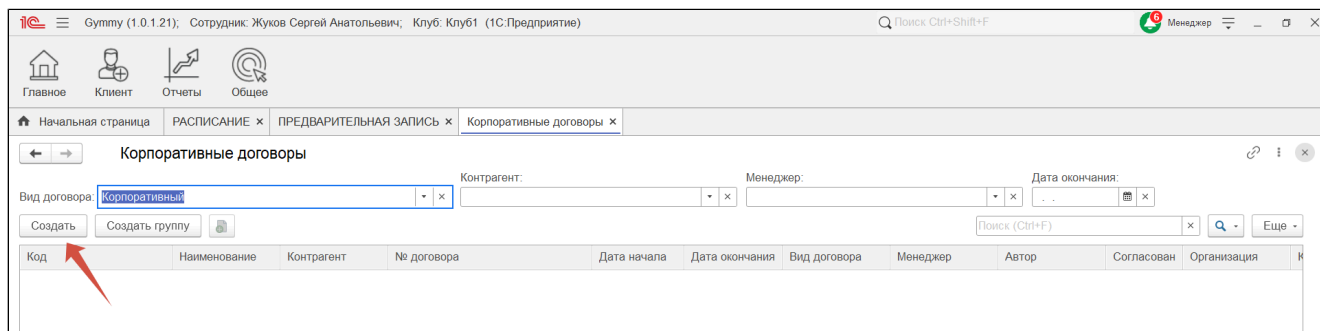 1С Gymmy (1.0.1.21); Сотрудник: Жуков Сергей Анатольевич; Клуб: Клуб1 (1С:Предприятие) Поиск Ctrl+Shift+F 6 Менеджер
Главное Клиент Отчеты Общее
Начальная страница РАСПИСАНИЕ × ПРЕДВАРИТЕЛЬНАЯ ЗАПИСЬ × Корпоративные договоры ×
Корпоративные договоры
Вид договора: Корпоративный Контрагент: Менеджер: Дата окончания:
. .
Создать Создать группу Поиск (Ctrl+F) × Еще
Код Наименование Контрагент № договора Дата начала Дата окончания Вид договора Менеджер Автор Согласован Организация